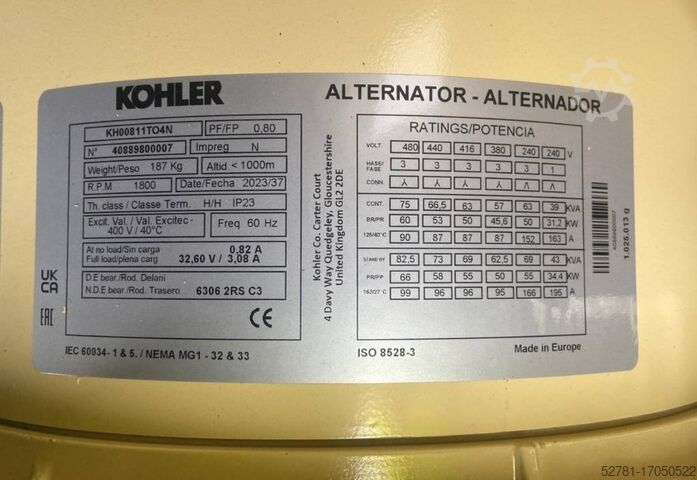 KOHLER
KH00811TO4N PF/FP 0,80
N° 40889800007 Impreg N
Weight/Peso 187 Kg Altid. < 1000m
R.P.M 1800 Date/Fecha 2023/37
Th. class / Classe Term. H/H IP23
Excit. Val. / Val. Excitec - 400 V / 40°C Freq 60 Hz
At no load/Sin carga 0,82 A
Full load/plena carg 32,60 V / 3,08 A
D.E bear./Rod. Delani
N.D.E bear./Rod. Trasero 6306 2RS C3
UK
CA
EAC
CE
IEC 60034- 1 & 5. / NEMA MG1 - 32 & 33
Kohler Co. Carter Court
4 Davy Way Quedgeley, Gloucestershire
United Kingdom GL2 2DE
ALTERNATOR - ALTERNADOR
RATINGS/POTENCIA
VOLT. 480 440 416 380 240 240 V
HASE/FASE 3 3 3 3 3 1
CONN.
CONT. 75 66,5 63 57 63 39 KVA
BR/PR 60 53 50 45,6 50 31,2 KW
125/40°C 90 87 87 87 152 163 A
STAND BY 82,5 73 69 62,5 69 43 KVA
PR/FP 66 58 55 50 55 34,4 KW
163/27°C 99 96 96 95 166 195 A
ISO 8528-3
Made in Europe
40889800007
1.025.013 g
52781-17050522